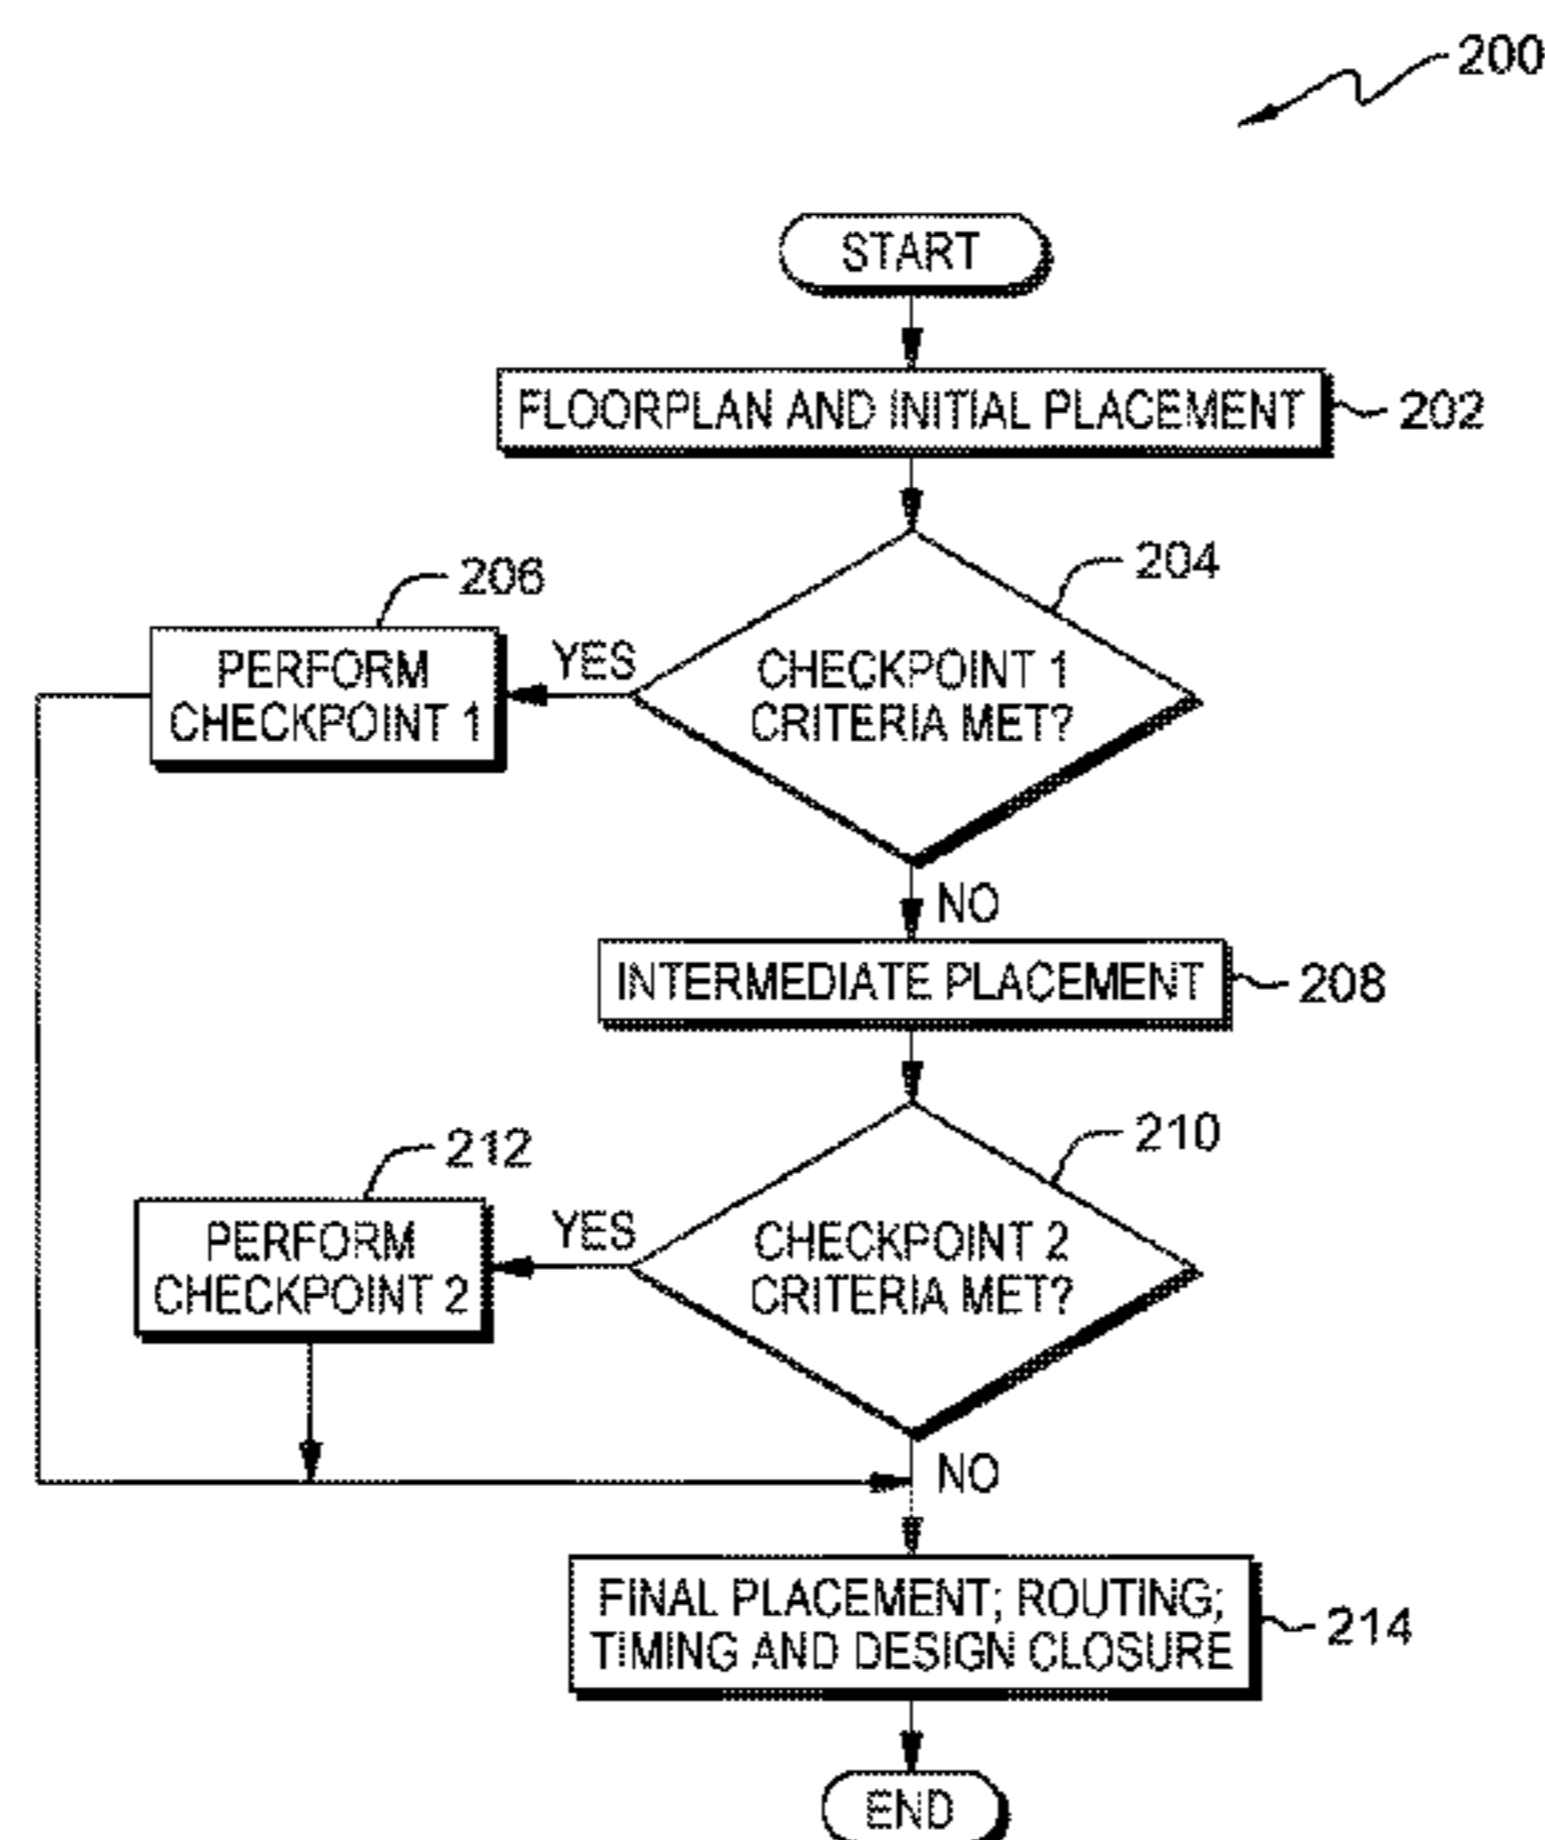 200
START
FLOORPLAN AND INITIAL PLACEMENT
202
204
206
PERFORM
CHECKPOINT 1
YES
CHECKPOINT 1
CRITERIA MET?
NO
INTERMEDIATE PLACEMENT
208
210
212
PERFORM
CHECKPOINT 2
YES
CHECKPOINT 2
CRITERIA MET?
NO
FINAL PLACEMENT; ROUTING;
TIMING AND DESIGN CLOSURE
214
END